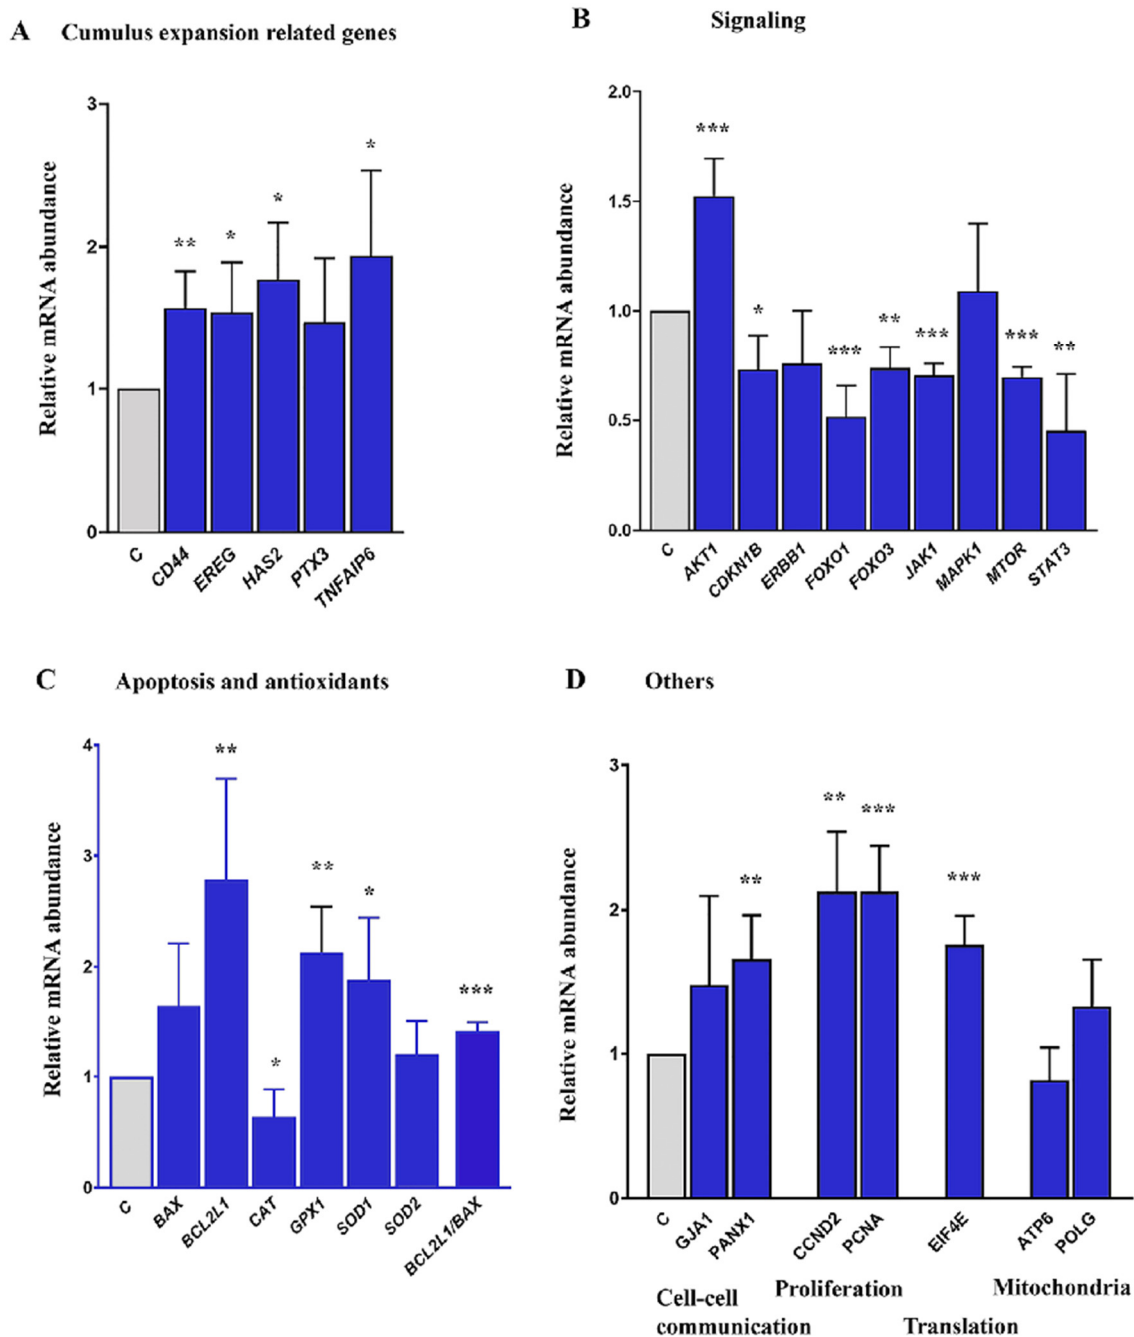 A Cumulus expansion related genes
Relative mRNA abundance
3
2
1
0
** * * *
C CD44 EREG HAS2 PTX3 TNFAIP6
B Signaling
Relative mRNA abundance
2.0
1.5
1.0
0.5
0.0
*** * *** ** *** *** **
C AKT1 CDKN1B ERBB1 FOXO1 FOXO3 JAK1 MAPK1 MTOR STAT3
C Apoptosis and antioxidants
Relative mRNA abundance
4
3
2
1
0
** * ** * ***
C BAX BCL2L1 CAT GPX1 SOD1 SOD2 BCL2L1/BAX
D Others
Relative mRNA abundance
3
2
1
0
** ** *** ***
C GJA1 PANX1 CCND2 PCNA EIF4E ATP6 POLG
Cell-cell
communication
Proliferation
Translation
Mitochondria